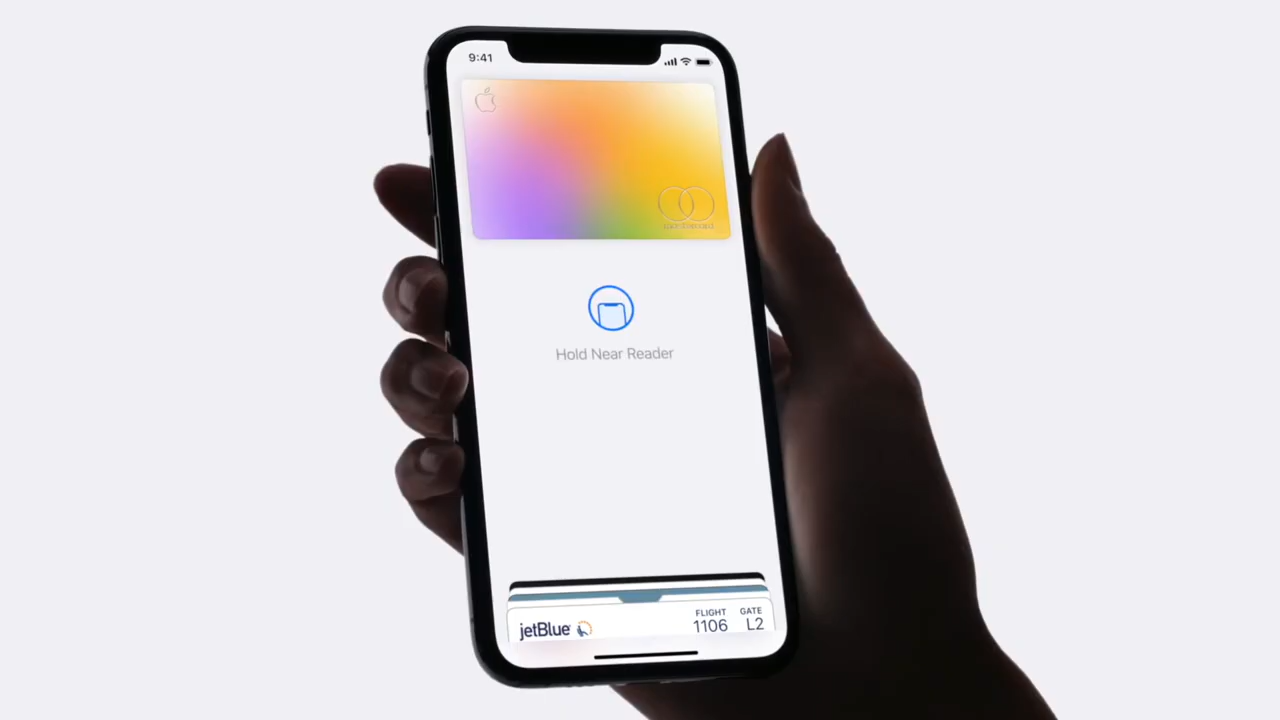 9:41
Hold Near Reader
jetBlue
FLIGHT GATE
1106 L2